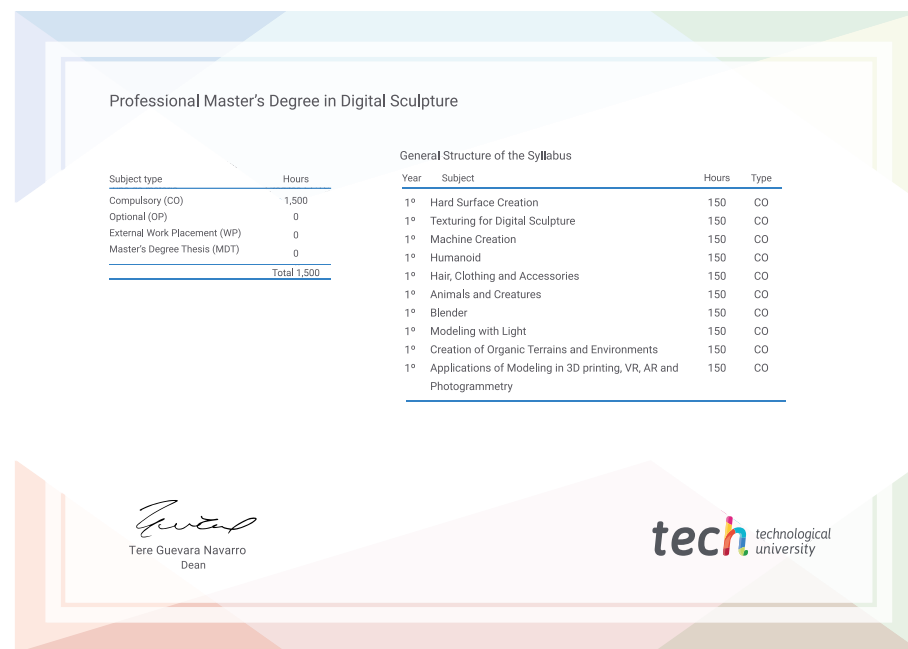 Professional Master's Degree in Digital Sculpture
Subject type Hours
Compulsory (CO) 1,500
Optional (OP) 0
External Work Placement (WP) 0
Master's Degree Thesis (MDT) 0
Total 1,500
General Structure of the Syllabus
Year Subject Hours Type
1º Hard Surface Creation 150 CO
1º Texturing for Digital Sculpture 150 CO
1º Machine Creation 150 CO
1º Humanoid 150 CO
1º Hair, Clothing and Accessories 150 CO
1º Animals and Creatures 150 CO
1º Blender 150 CO
1º Modeling with Light 150 CO
1º Creation of Organic Terrains and Environments 150 CO
1º Applications of Modeling in 3D printing, VR, AR and 150 CO
Photogrammetry
Tere Guevara Navarro
Dean
tech technological
university